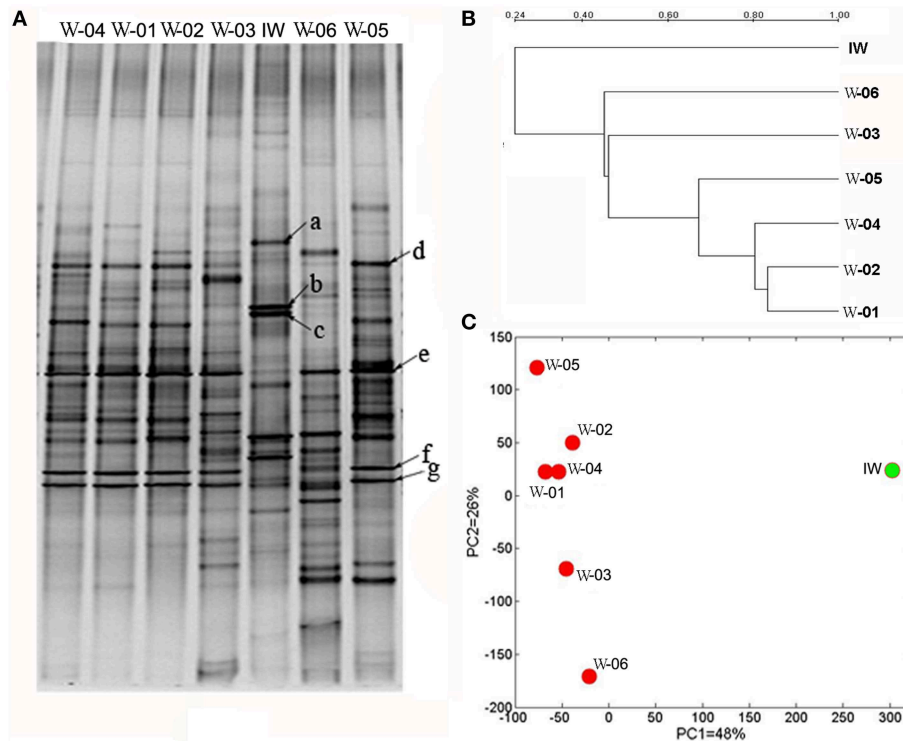 A
W-04 W-01 W-02 W-03 IW W-06 W-05
a
d
b
c
e
f
g
B
0.24 0.40 0.60 0.80 1.00
IW
W-06
W-03
W-05
W-04
W-02
W-01
C
150
100
50
0
-50
-100
-150
-200
PC2=26%
W-05
W-02
W-04
W-01
IW
W-03
W-06
-100 -50 0 50 100 150 200 250 300
PC1=48%